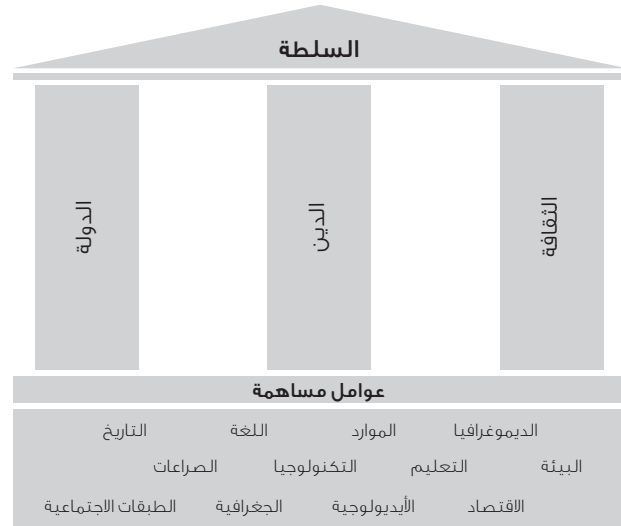 السلطة
الثقافة
الدين
الدولة
عوامل مساهمة
الديموغرافيا الموارد اللغة التاريخ
البيئة التعليم التكنولوجيا الصراعات
الاقتصاد الأيديولوجية الجغرافية الطبقات الاجتماعية